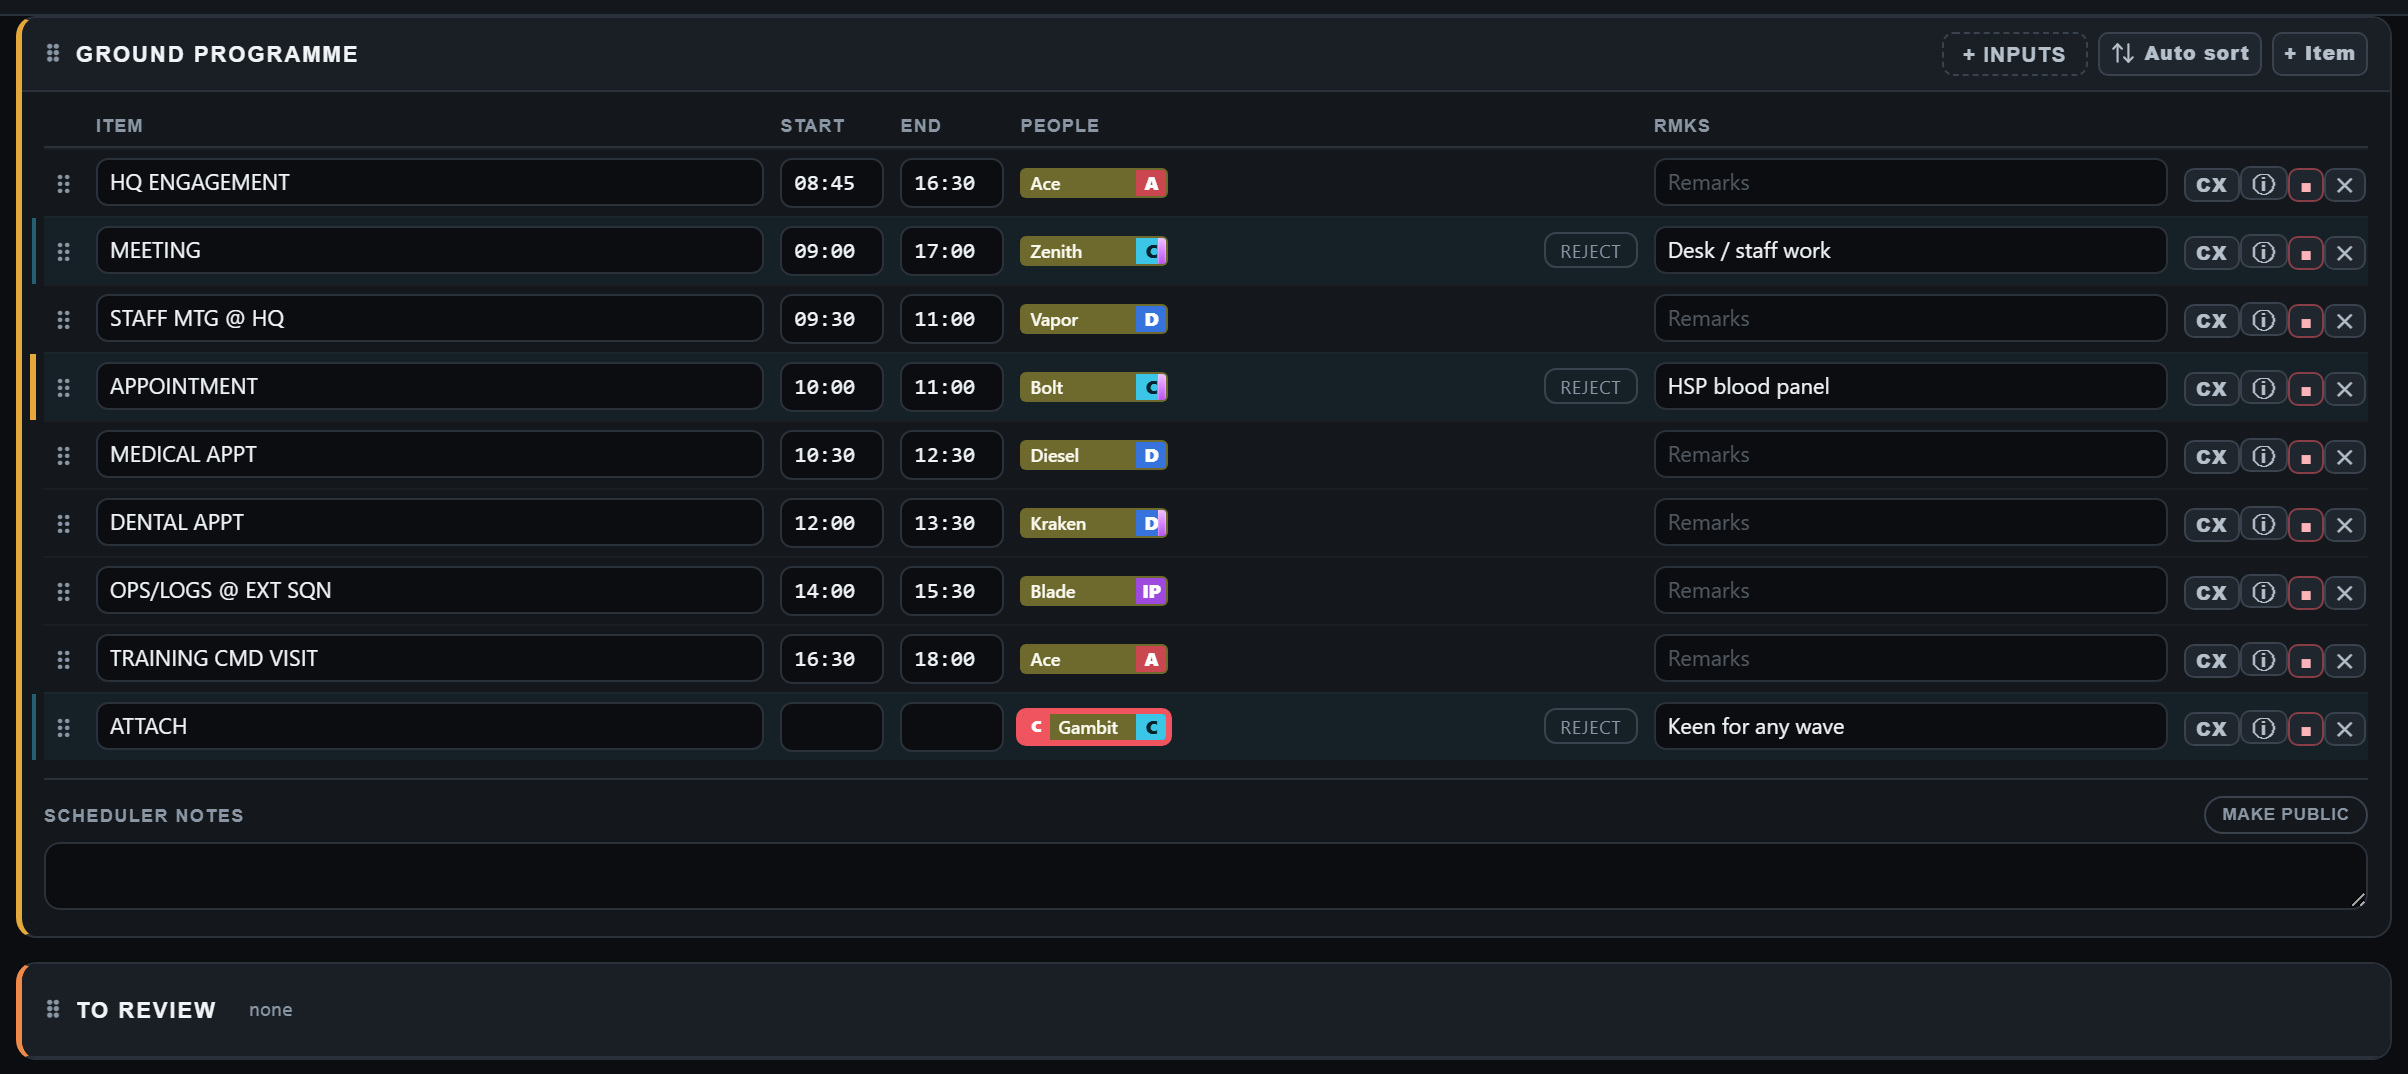 GROUND PROGRAMME
+ INPUTS
Auto sort
+ Item
ITEM START END PEOPLE RMKS
HQ ENGAGEMENT 08:45 16:30 Ace A Remarks CX
MEETING 09:00 17:00 Zenith C REJECT Desk / staff work CX
STAFF MTG @ HQ 09:30 11:00 Vapor D Remarks CX
APPOINTMENT 10:00 11:00 Bolt C REJECT HSP blood panel CX
MEDICAL APPT 10:30 12:30 Diesel D Remarks CX
DENTAL APPT 12:00 13:30 Kraken D Remarks CX
OPS/LOGS @ EXT SQN 14:00 15:30 Blade IP Remarks CX
TRAINING CMD VISIT 16:30 18:00 Ace A Remarks CX
ATTACH C Gambit C REJECT Keen for any wave CX
SCHEDULER NOTES MAKE PUBLIC
TO REVIEW none